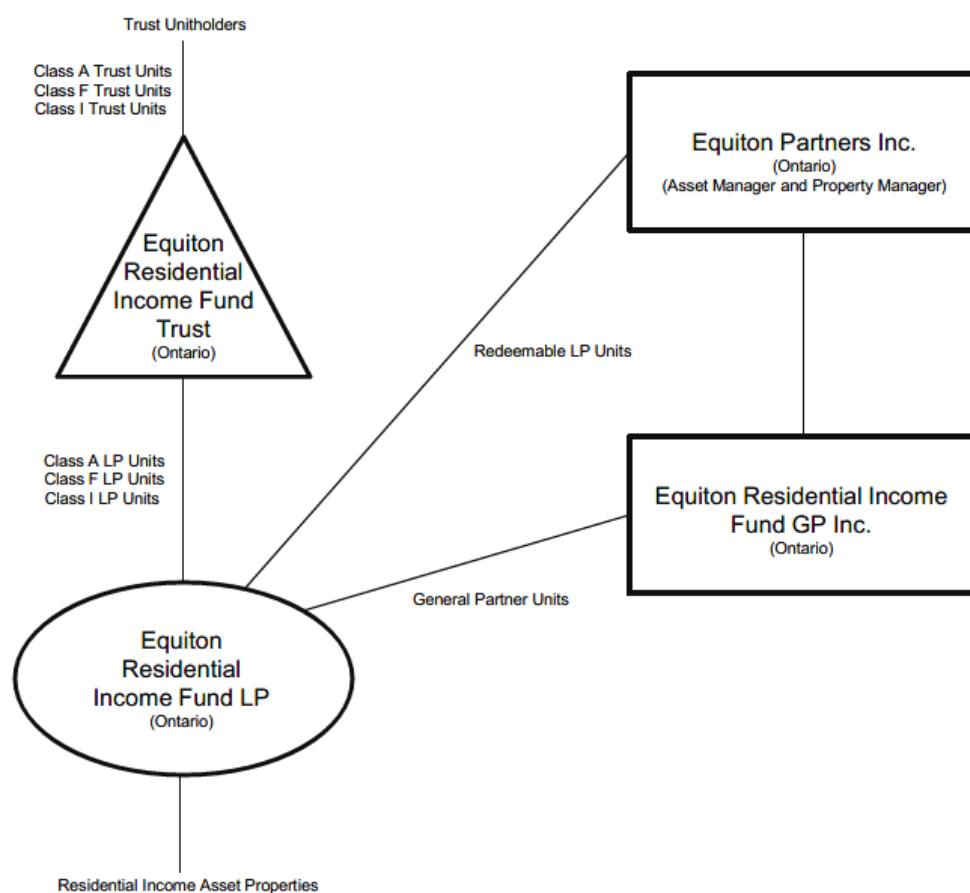 Trust Unitholders
Class A Trust Units
Class F Trust Units
Class I Trust Units
Equiton Partners Inc.
(Ontario)
(Asset Manager and Property Manager)
Equiton
Residential
Income Fund
Trust
(Ontario)
Redeemable LP Units
Class A LP Units
Class F LP Units
Class I LP Units
Equiton Residential Income
Fund GP Inc.
(Ontario)
General Partner Units
Equiton
Residential
Income Fund LP
(Ontario)
Residential Income Asset Properties